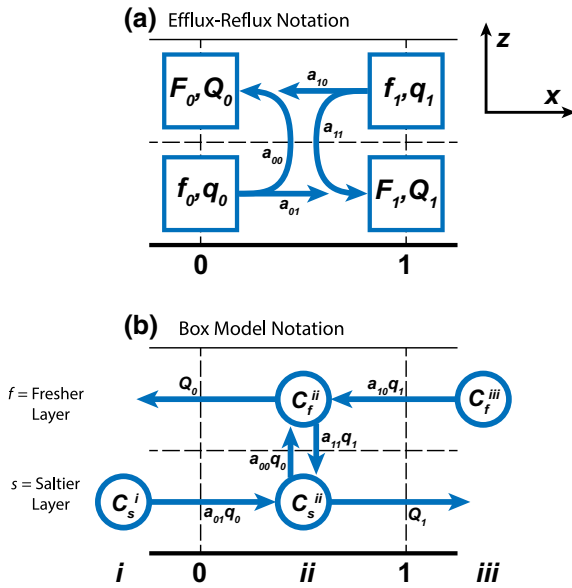 (a) Efflux-Reflux Notation
z
x
F0,Q0
a10
f1,q1
a11
a00
f0,q0
a01
F1,Q1
0
1
(b) Box Model Notation
f = Fresher
Layer
Q0
Cfii
a10q1
Cfiii
a11q1
a00q0
s = Saltier
Layer
Csi
a01q0
Csii
Q1
i
0
ii
1
iii